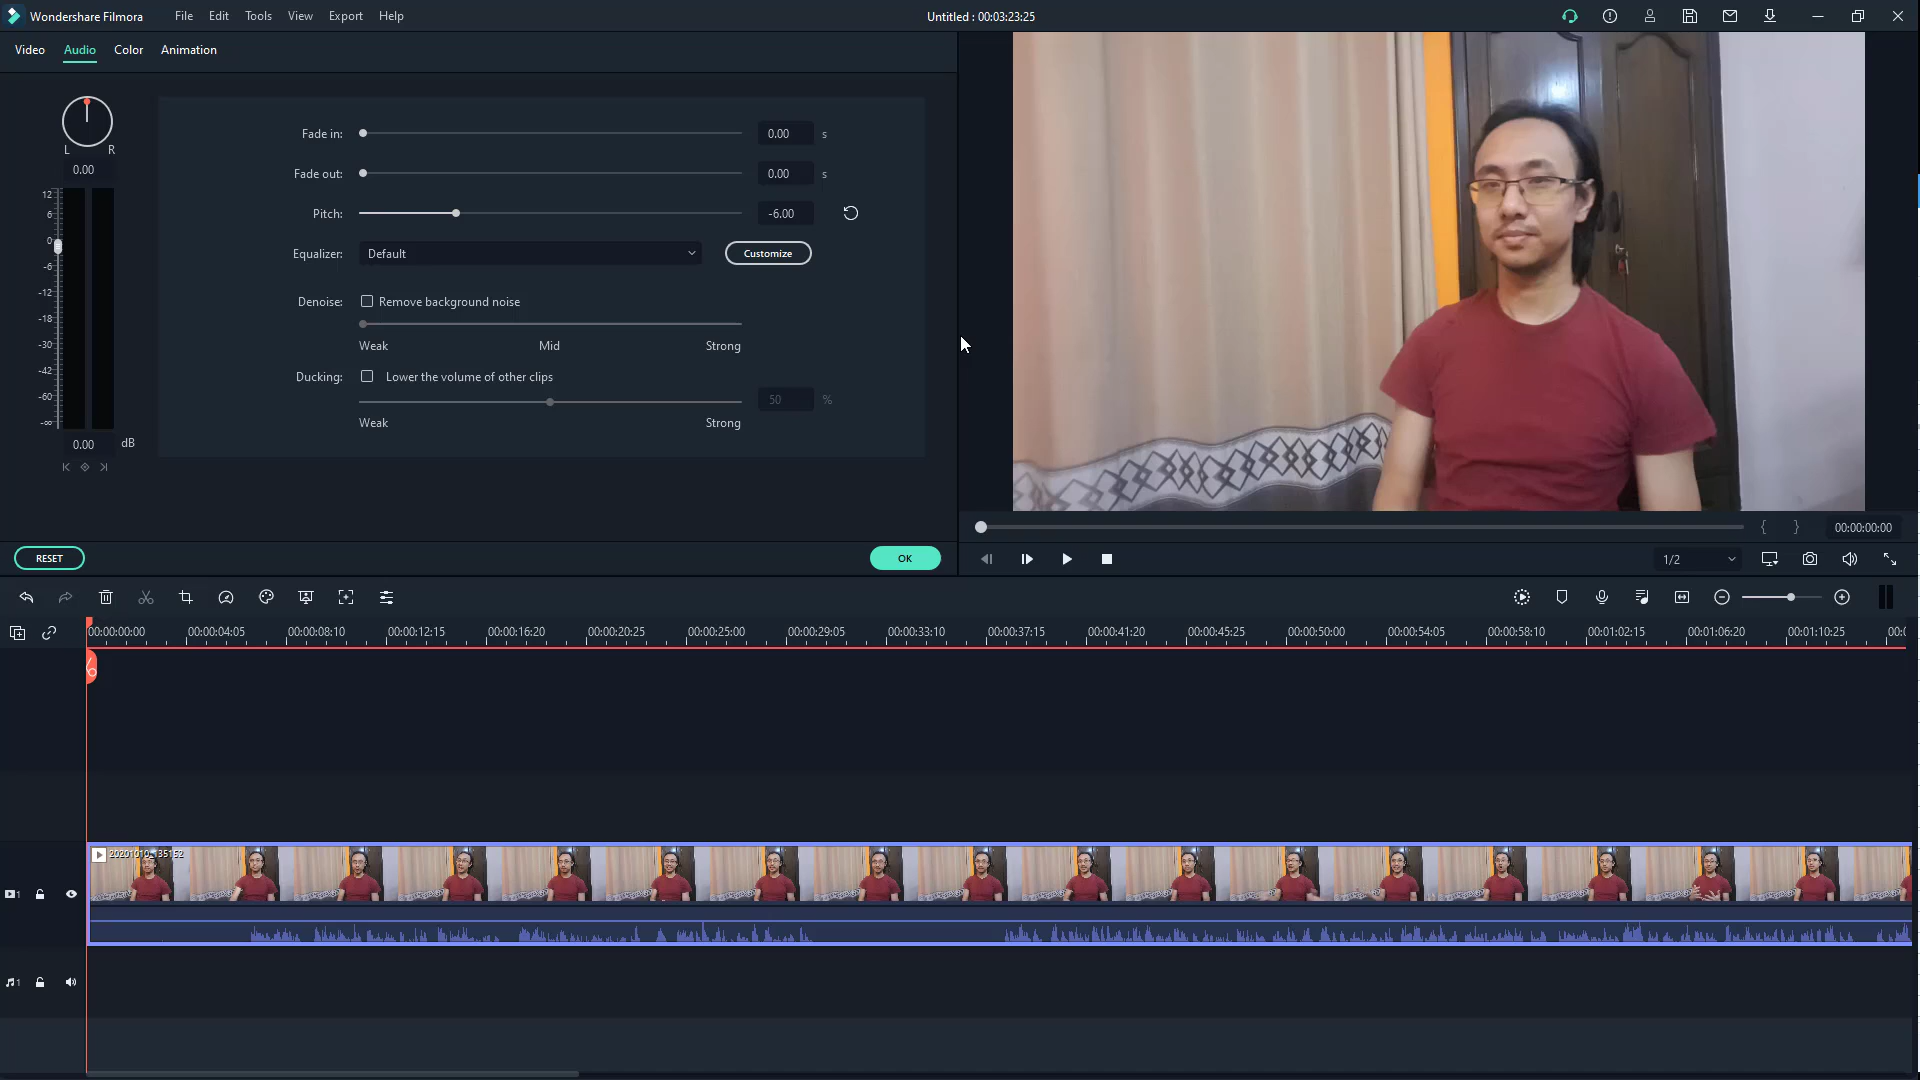 Wondershare Filmora File Edit Tools View Export Help Untitled : 00:03:23:25
Video Audio Color Animation
Fade in: 0.00 s
L R
0.00
Fade out: 0.00 s
Pitch: -6.00
Equalizer: Default Customize
Denoise: Remove background noise
Weak Mid Strong
Ducking: Lower the volume of other clips
50 %
Weak Strong
12
6
0
-6
-12
-18
-30
-42
-60
-∞
0.00 dB
{ } 00:00:00:00
RESET OK 1/2
00:00:00:00 00:00:04:05 00:00:08:10 00:00:12:15 00:00:16:20 00:00:20:25 00:00:25:00 00:00:29:05 00:00:33:10 00:00:37:15 00:00:41:20 00:00:45:25 00:00:50:00 00:00:54:05 00:00:58:10 00:01:02:15 00:01:06:20 00:01:10:25
20201010_135152
1
1